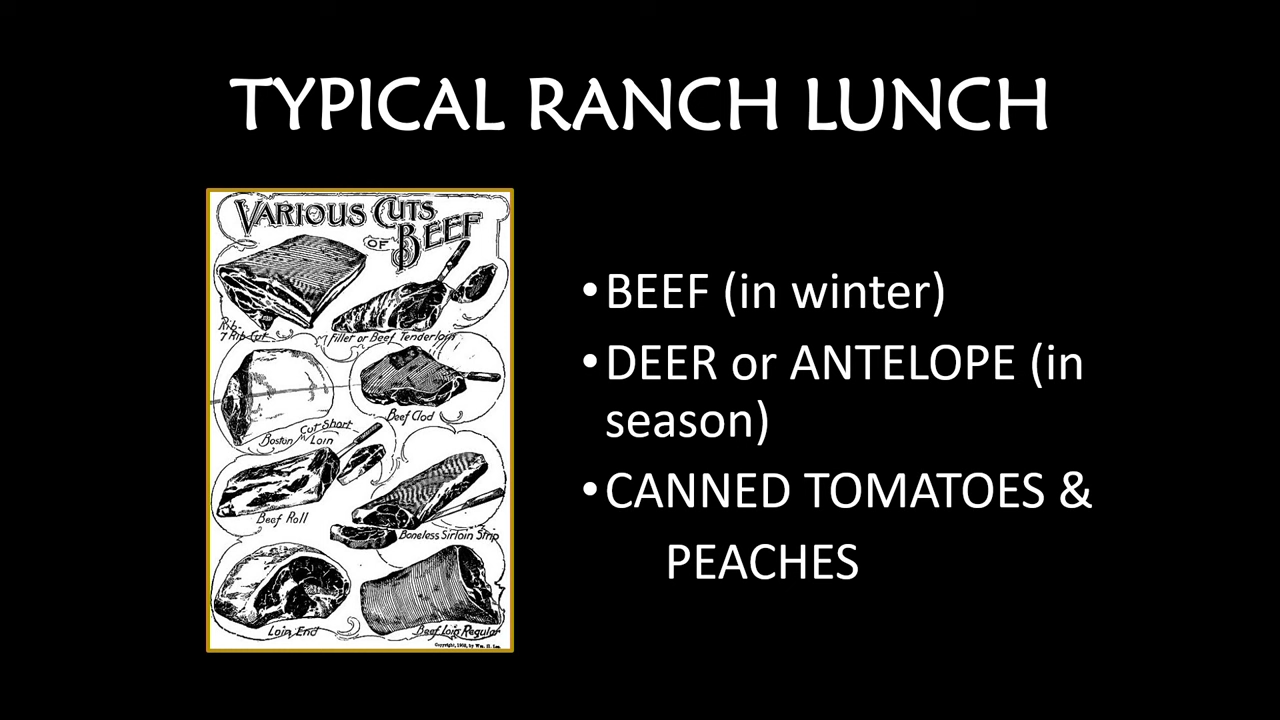 TYPICAL RANCH LUNCH
VARIOUS CUTS
OF BEEF
Rib-
7 Rib Cut
Fillet or Beef Tenderloin
Beef Clod
Boston Cut Short
Loin
Beef Roll
Boneless Sirloin Strip
Loin End
Beef Loin Regular
•BEEF (in winter)
•DEER or ANTELOPE (in
season)
•CANNED TOMATOES &
PEACHES